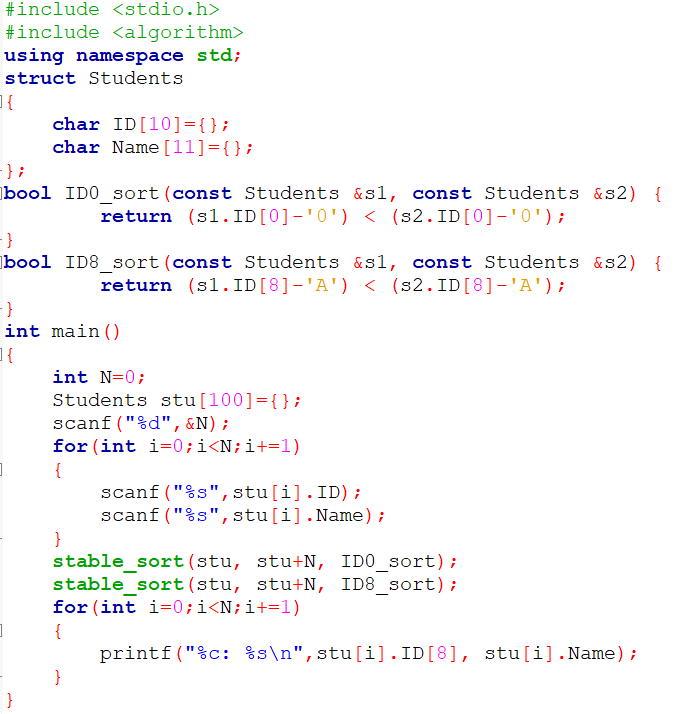 #include <stdio.h>
#include <algorithm>
using namespace std;
struct Students
{
    char ID[10]={};
    char Name[11]={};
};
bool ID0_sort(const Students &s1, const Students &s2) {
        return (s1.ID[0]-'0') < (s2.ID[0]-'0');
}
bool ID8_sort(const Students &s1, const Students &s2) {
        return (s1.ID[8]-'A') < (s2.ID[8]-'A');
}
int main()
{
    int N=0;
    Students stu[100]={};
    scanf("%d",&N);
    for(int i=0;i<N;i+=1)
    {
        scanf("%s",stu[i].ID);
        scanf("%s",stu[i].Name);
    }
    stable_sort(stu, stu+N, ID0_sort);
    stable_sort(stu, stu+N, ID8_sort);
    for(int i=0;i<N;i+=1)
    {
        printf("%c: %s\n",stu[i].ID[8], stu[i].Name);
    }
}